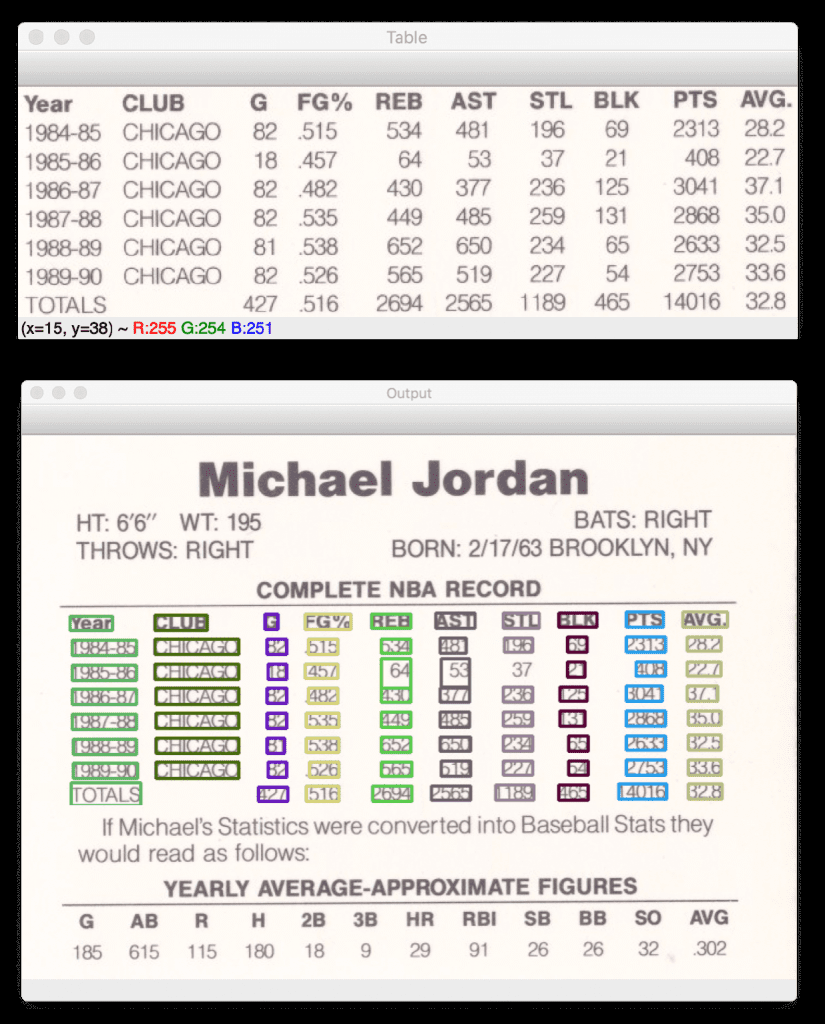 Table
Year CLUB G FG% REB AST STL BLK PTS AVG.
1984-85 CHICAGO 82 .515 534 481 196 69 2313 28.2
1985-86 CHICAGO 18 .457 64 53 37 21 408 22.7
1986-87 CHICAGO 82 .482 430 377 236 125 3041 37.1
1987-88 CHICAGO 82 .535 449 485 259 131 2868 35.0
1988-89 CHICAGO 81 .538 652 650 234 65 2633 32.5
1989-90 CHICAGO 82 .526 565 519 227 54 2753 33.6
TOTALS 427 .516 2694 2565 1189 465 14016 32.8
(x=15, y=38) ~ R:255 G:254 B:251
Output
Michael Jordan
HT: 6′6″ WT: 195 BATS: RIGHT
THROWS: RIGHT BORN: 2/17/63 BROOKLYN, NY
COMPLETE NBA RECORD
Year CLUB G FG% REB AST STL BLK PTS AVG.
1984-85 CHICAGO 82 .515 534 481 196 69 2313 28.2
1985-86 CHICAGO 18 .457 64 53 37 21 408 22.7
1986-87 CHICAGO 82 .482 430 377 236 125 3041 37.1
1987-88 CHICAGO 82 .535 449 485 259 131 2868 35.0
1988-89 CHICAGO 81 .538 652 650 234 65 2633 32.5
1989-90 CHICAGO 82 .526 565 519 227 54 2753 33.6
TOTALS 427 .516 2694 2565 1189 465 14016 32.8
If Michael's Statistics were converted into Baseball Stats they
would read as follows:
YEARLY AVERAGE-APPROXIMATE FIGURES
G AB R H 2B 3B HR RBI SB BB SO AVG
185 615 115 180 18 9 29 91 26 26 32 .302